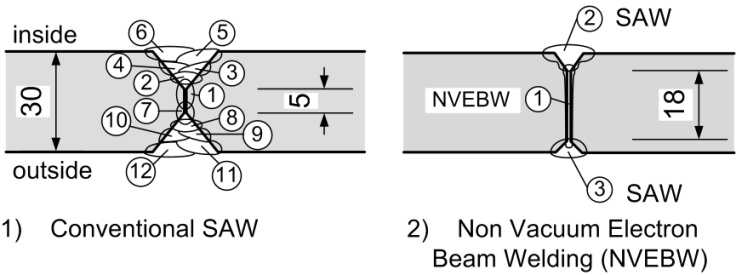 inside
6
5
4
3
2
1
30
5
7
8
10
9
outside
12
11
1) Conventional SAW
2 SAW
NVEBW 1
18
3 SAW
2) Non Vacuum Electron
Beam Welding (NVEBW)